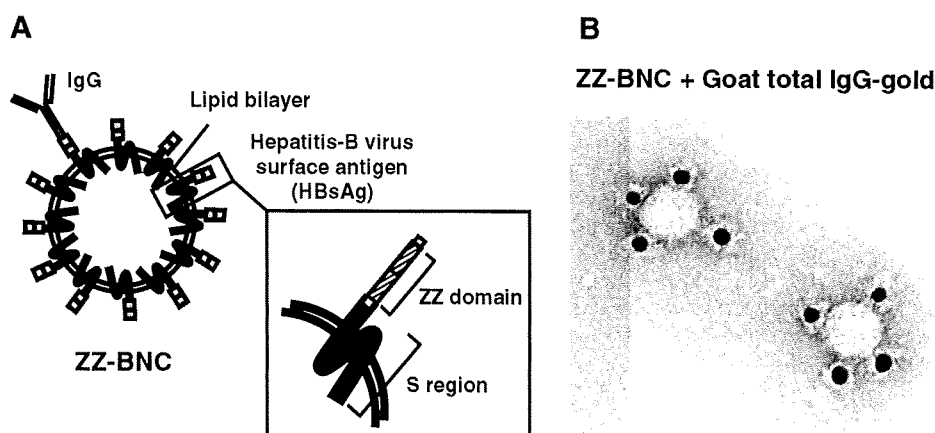 A
IgG
Lipid bilayer
Hepatitis-B virus
surface antigen
(HBsAg)
ZZ domain
S region
ZZ-BNC
B
ZZ-BNC + Goat total IgG-gold